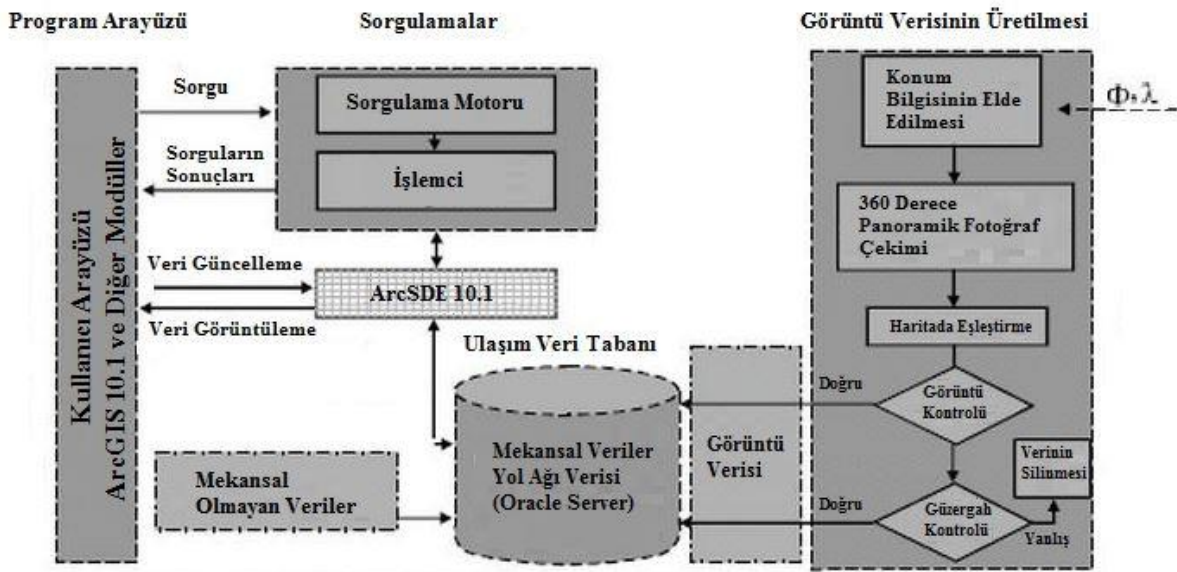 Program Arayüzü
Sorgulamalar
Görüntü Verisinin Üretilmesi
Kullanıcı Arayüzü
ArcGIS 10.1 ve Diğer Modüller
Sorgu
Sorguların
Sonuçları
Sorgulama Motoru
İşlemci
Veri Güncelleme
Veri Görüntüleme
ArcSDE 10.1
Ulaşım Veri Tabanı
Mekansal Veriler
Yol Ağı Verisi
(Oracle Server)
Mekansal
Olmayan Veriler
Görüntü
Verisi
Konum
Bilgisinin Elde
Edilmesi
Φ,λ
360 Derece
Panoramik Fotoğraf
Çekimi
Haritada Eşleştirme
Doğru
Görüntü
Kontrolü
Verinin
Silinmesi
Doğru
Güzergah
Kontrolü
Yanlış